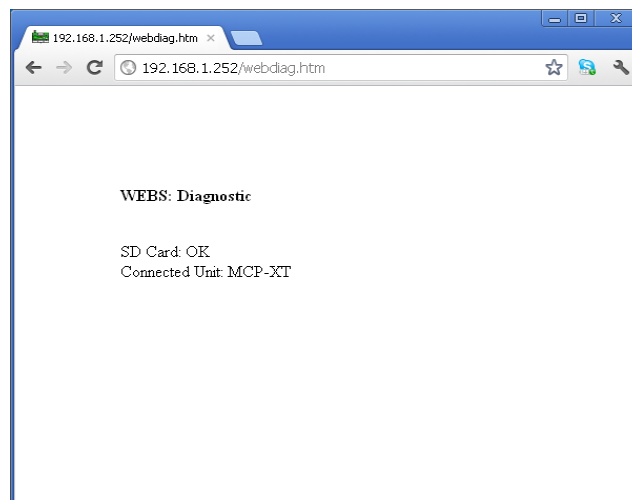 192.168.1.252/webdiag.htm
192.168.1.252/webdiag.htm
WEBS: Diagnostic
SD Card: OK
Connected Unit: MCP-XT